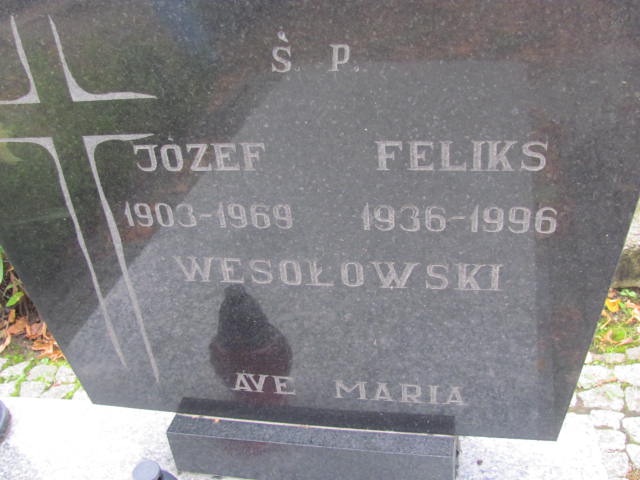 Ś. P.
JÓZEF FELIKS
1903-1969 1936-1996
WESOŁOWSKI
AVE MARIA